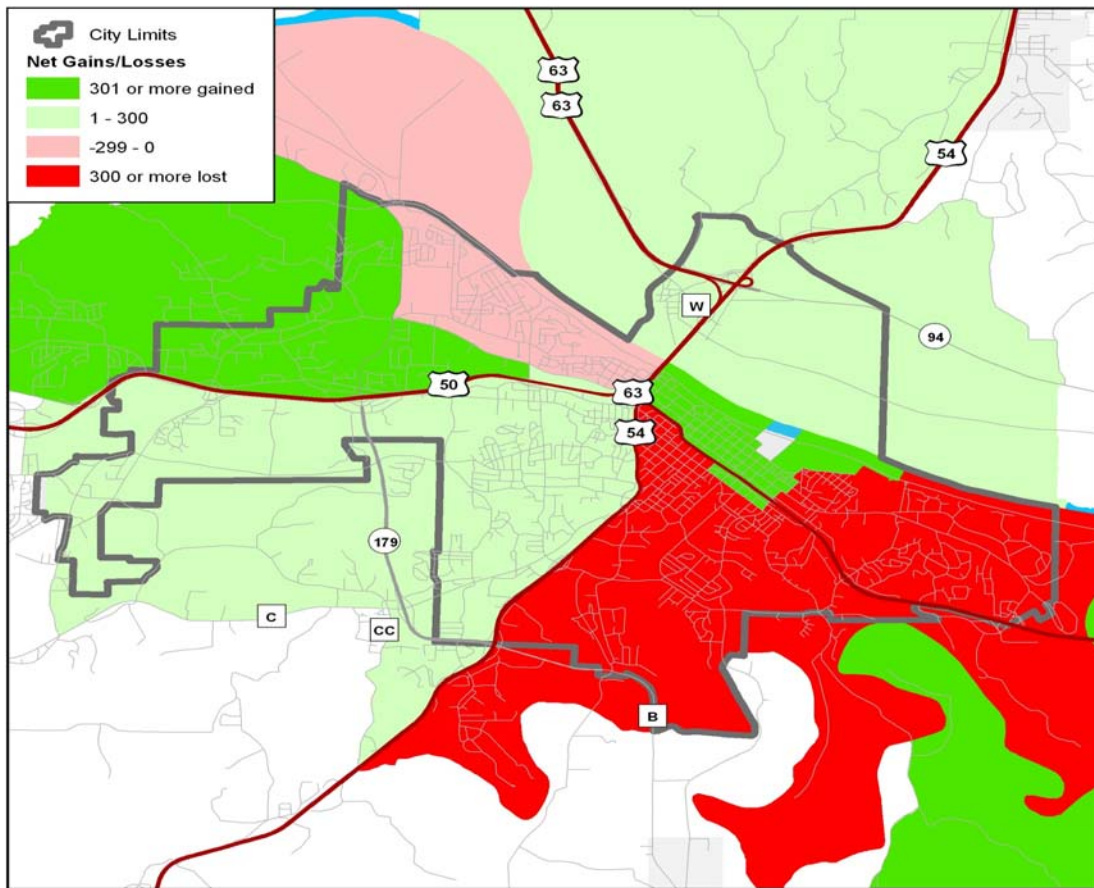 City Limits
Net Gains/Losses
301 or more gained
1 - 300
-299 - 0
300 or more lost
63
63
54
W
94
50
63
54
179
C
CC
B